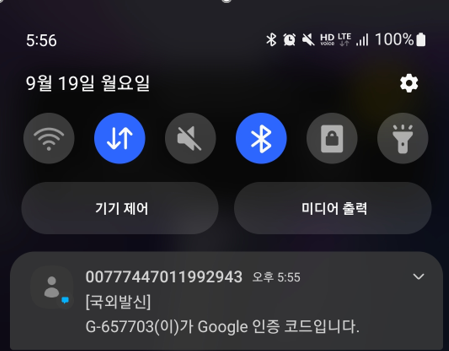 5:56 HD voice LTE 100%
9월 19일 월요일
기기 제어 미디어 출력
00777447011992943 오후 5:55
[국외발신]
G-657703(이)가 Google 인증 코드입니다.